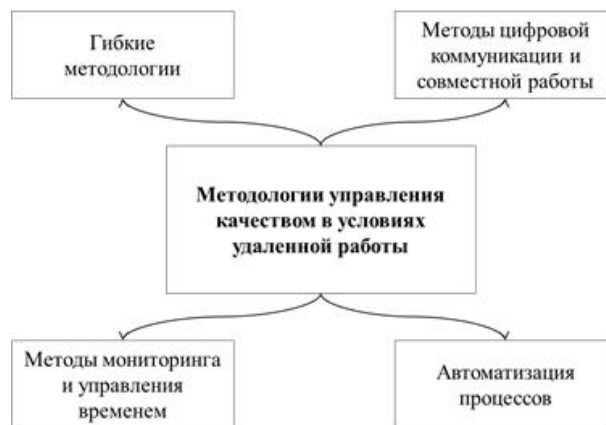 Гибкие
методологии
Методы цифровой
коммуникации и
совместной работы
Методологии управления
качеством в условиях
удаленной работы
Методы мониторинга
и управления
временем
Автоматизация
процессов